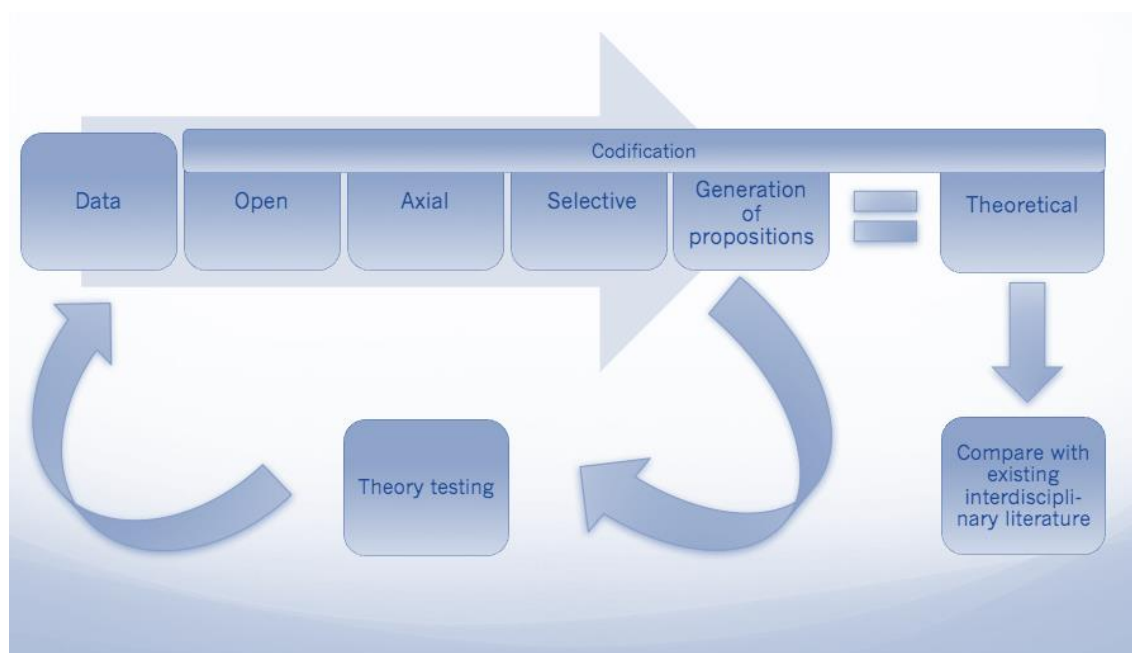 Codification
Data
Open
Axial
Selective
Generation
of
propositions
Theoretical
Theory testing
Compare with
existing
interdiscipli-
nary literature